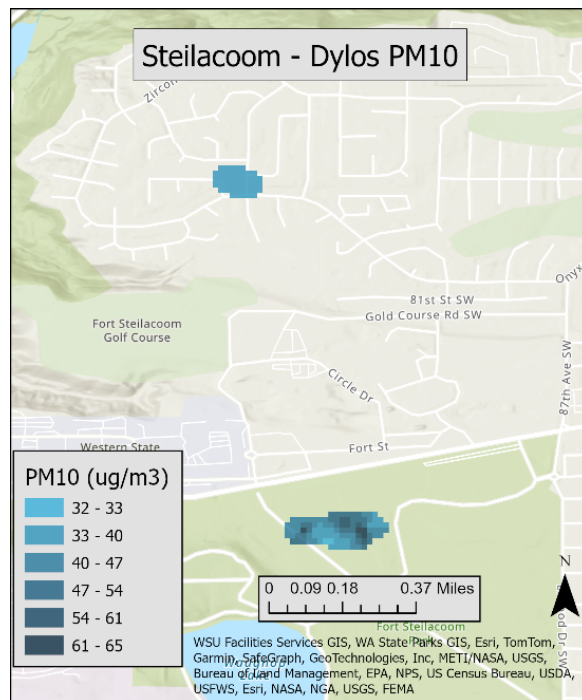 Steilacoom - Dylos PM10
Zircon
Onyx
81st St SW
Gold Course Rd SW
Fort Steilacoom
Golf Course
87th Ave SW
Circle Dr
Fort St
Western State
PM10 (ug/m3)
32 - 33
33 - 40
40 - 47
47 - 54
54 - 61
61 - 65
0 0.09 0.18 0.37 Miles
N
Fort Steilacoom
WSU Facilities Services GIS, WA State Parks GIS, Esri, TomTom,
Garmin, SafeGraph, GeoTechnologies, Inc, METI/NASA, USGS,
Bureau of Land Management, EPA, NPS, US Census Bureau, USDA,
USFWS, Esri, NASA, NGA, USGS, FEMA